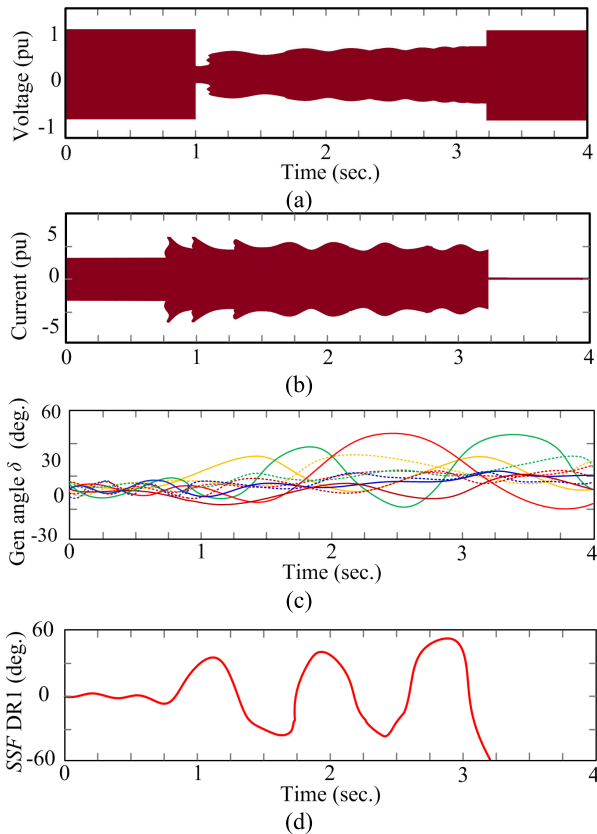 Voltage (pu)
1
0
-1
0 1 2 3 4
Time (sec.)
(a)
Current (pu)
5
0
-5
0 1 2 3 4
(b)
Gen angle δ (deg.)
60
30
0
-30
0 1 2 3 4
Time (sec.)
(c)
SSF DR1 (deg.)
60
0
-60
0 1 2 3 4
Time (sec.)
(d)